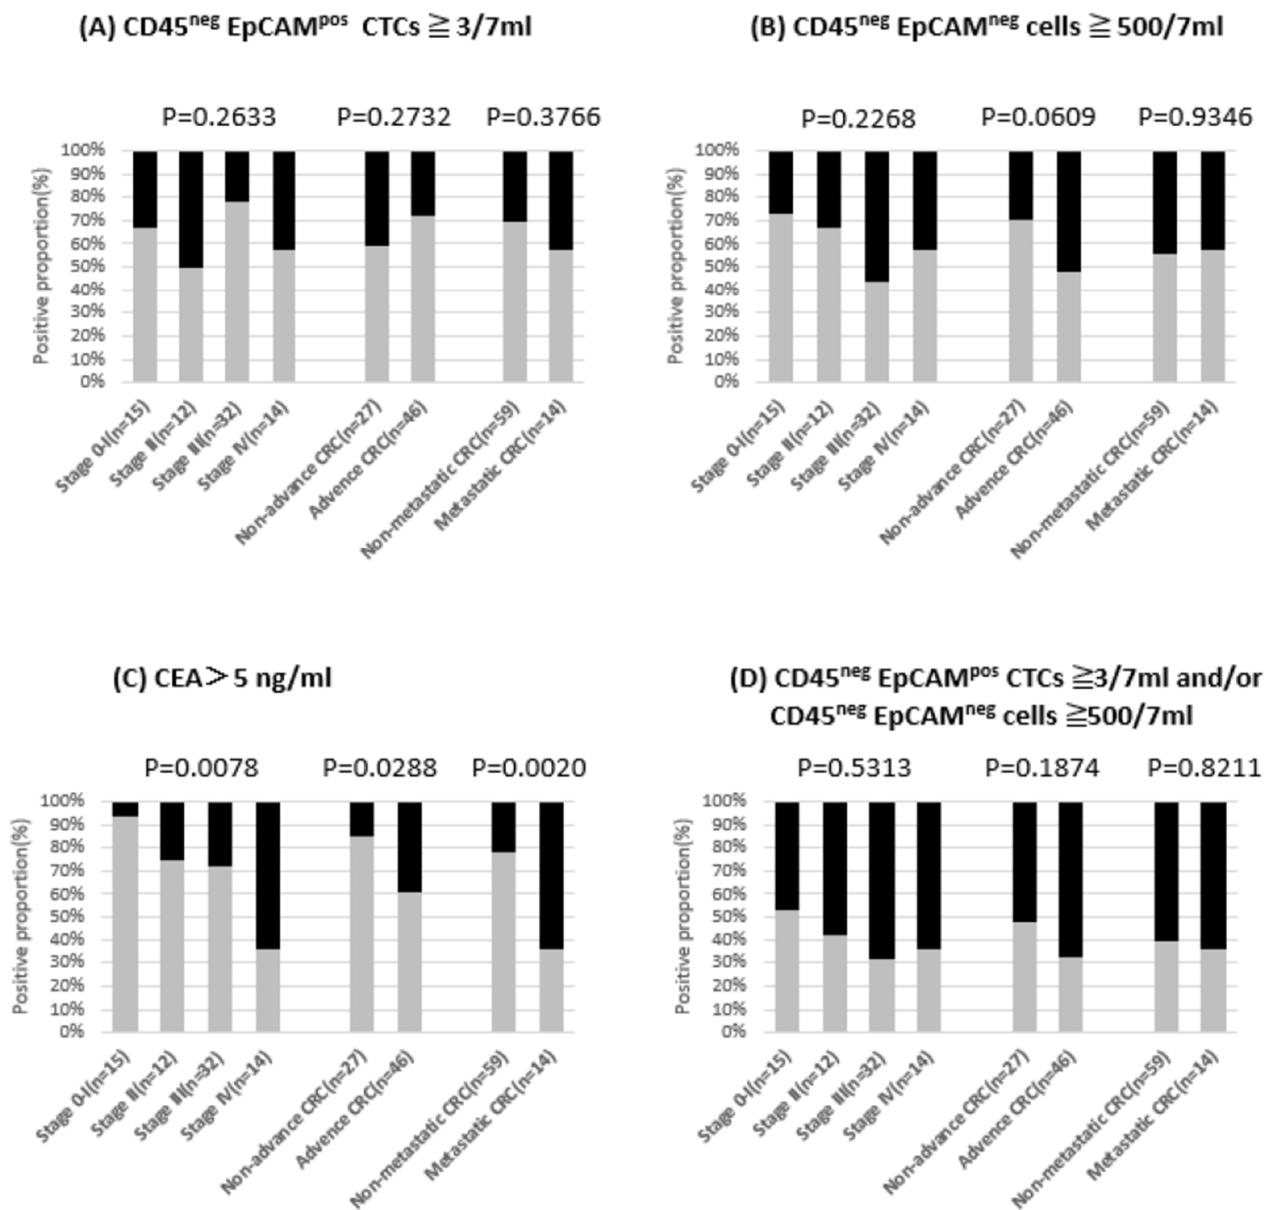 (A) CD45neg EpCAMpos CTCs ≧ 3/7ml
P=0.2633 P=0.2732 P=0.3766
Positive proportion(%)
100%
90%
80%
70%
60%
50%
40%
30%
20%
10%
0%
Stage 0-I(n=15)
Stage II(n=12)
Stage III(n=32)
Stage IV(n=14)
Non-advance CRC(n=27)
Advence CRC(n=46)
Non-metastatic CRC(n=59)
Metastatic CRC(n=14)
(B) CD45neg EpCAMneg cells ≧ 500/7ml
P=0.2268 P=0.0609 P=0.9346
Positive proportion(%)
100%
90%
80%
70%
60%
50%
40%
30%
20%
10%
0%
Stage 0-I(n=15)
Stage II(n=12)
Stage III(n=32)
Stage IV(n=14)
Non-advance CRC(n=27)
Advence CRC(n=46)
Non-metastatic CRC(n=59)
Metastatic CRC(n=14)
(C) CEA＞5 ng/ml
P=0.0078 P=0.0288 P=0.0020
Positive proportion(%)
100%
90%
80%
70%
60%
50%
40%
30%
20%
10%
0%
Stage 0-I(n=15)
Stage II(n=12)
Stage III(n=32)
Stage IV(n=14)
Non-advance CRC(n=27)
Advence CRC(n=46)
Non-metastatic CRC(n=59)
Metastatic CRC(n=14)
(D) CD45neg EpCAMpos CTCs ≧3/7ml and/or
CD45neg EpCAMneg cells ≧500/7ml
P=0.5313 P=0.1874 P=0.8211
Positive proportion(%)
100%
90%
80%
70%
60%
50%
40%
30%
20%
10%
0%
Stage 0-I(n=15)
Stage II(n=12)
Stage III(n=32)
Stage IV(n=14)
Non-advance CRC(n=27)
Advence CRC(n=46)
Non-metastatic CRC(n=59)
Metastatic CRC(n=14)